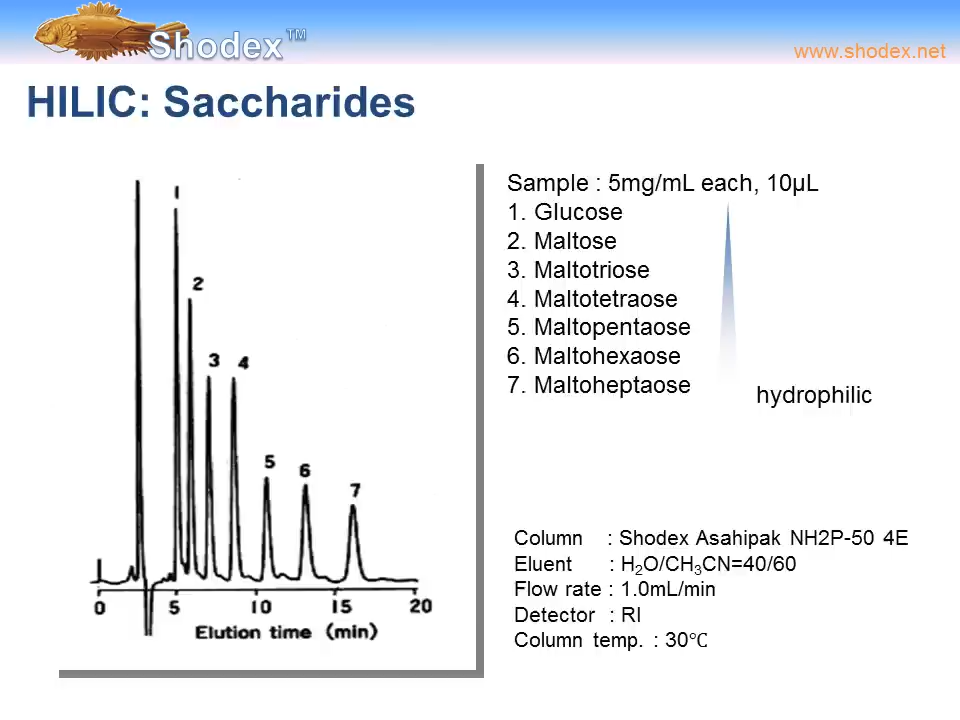 Shodex™
www.shodex.net
HILIC: Saccharides
1
2
3
4
5
6
7
0
5
10
15
20
Elution time (min)
Sample : 5mg/mL each, 10µL
1. Glucose
2. Maltose
3. Maltotriose
4. Maltotetraose
5. Maltopentaose
6. Maltohexaose
7. Maltoheptaose
hydrophilic
Column : Shodex Asahipak NH2P-50 4E
Eluent : H₂O/CH₃CN=40/60
Flow rate : 1.0mL/min
Detector : RI
Column temp. : 30℃